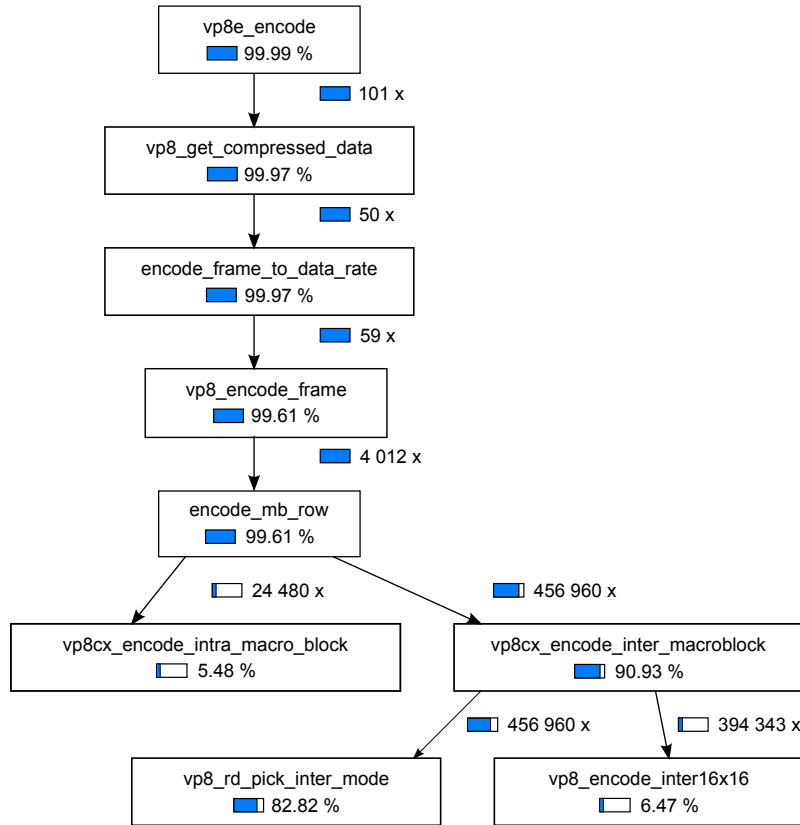 vp8e_encode
99.99 %
101 x
vp8_get_compressed_data
99.97 %
50 x
encode_frame_to_data_rate
99.97 %
59 x
vp8_encode_frame
99.61 %
4 012 x
encode_mb_row
99.61 %
24 480 x
456 960 x
vp8cx_encode_intra_macro_block
5.48 %
vp8cx_encode_inter_macroblock
90.93 %
456 960 x
394 343 x
vp8_rd_pick_inter_mode
82.82 %
vp8_encode_inter16x16
6.47 %